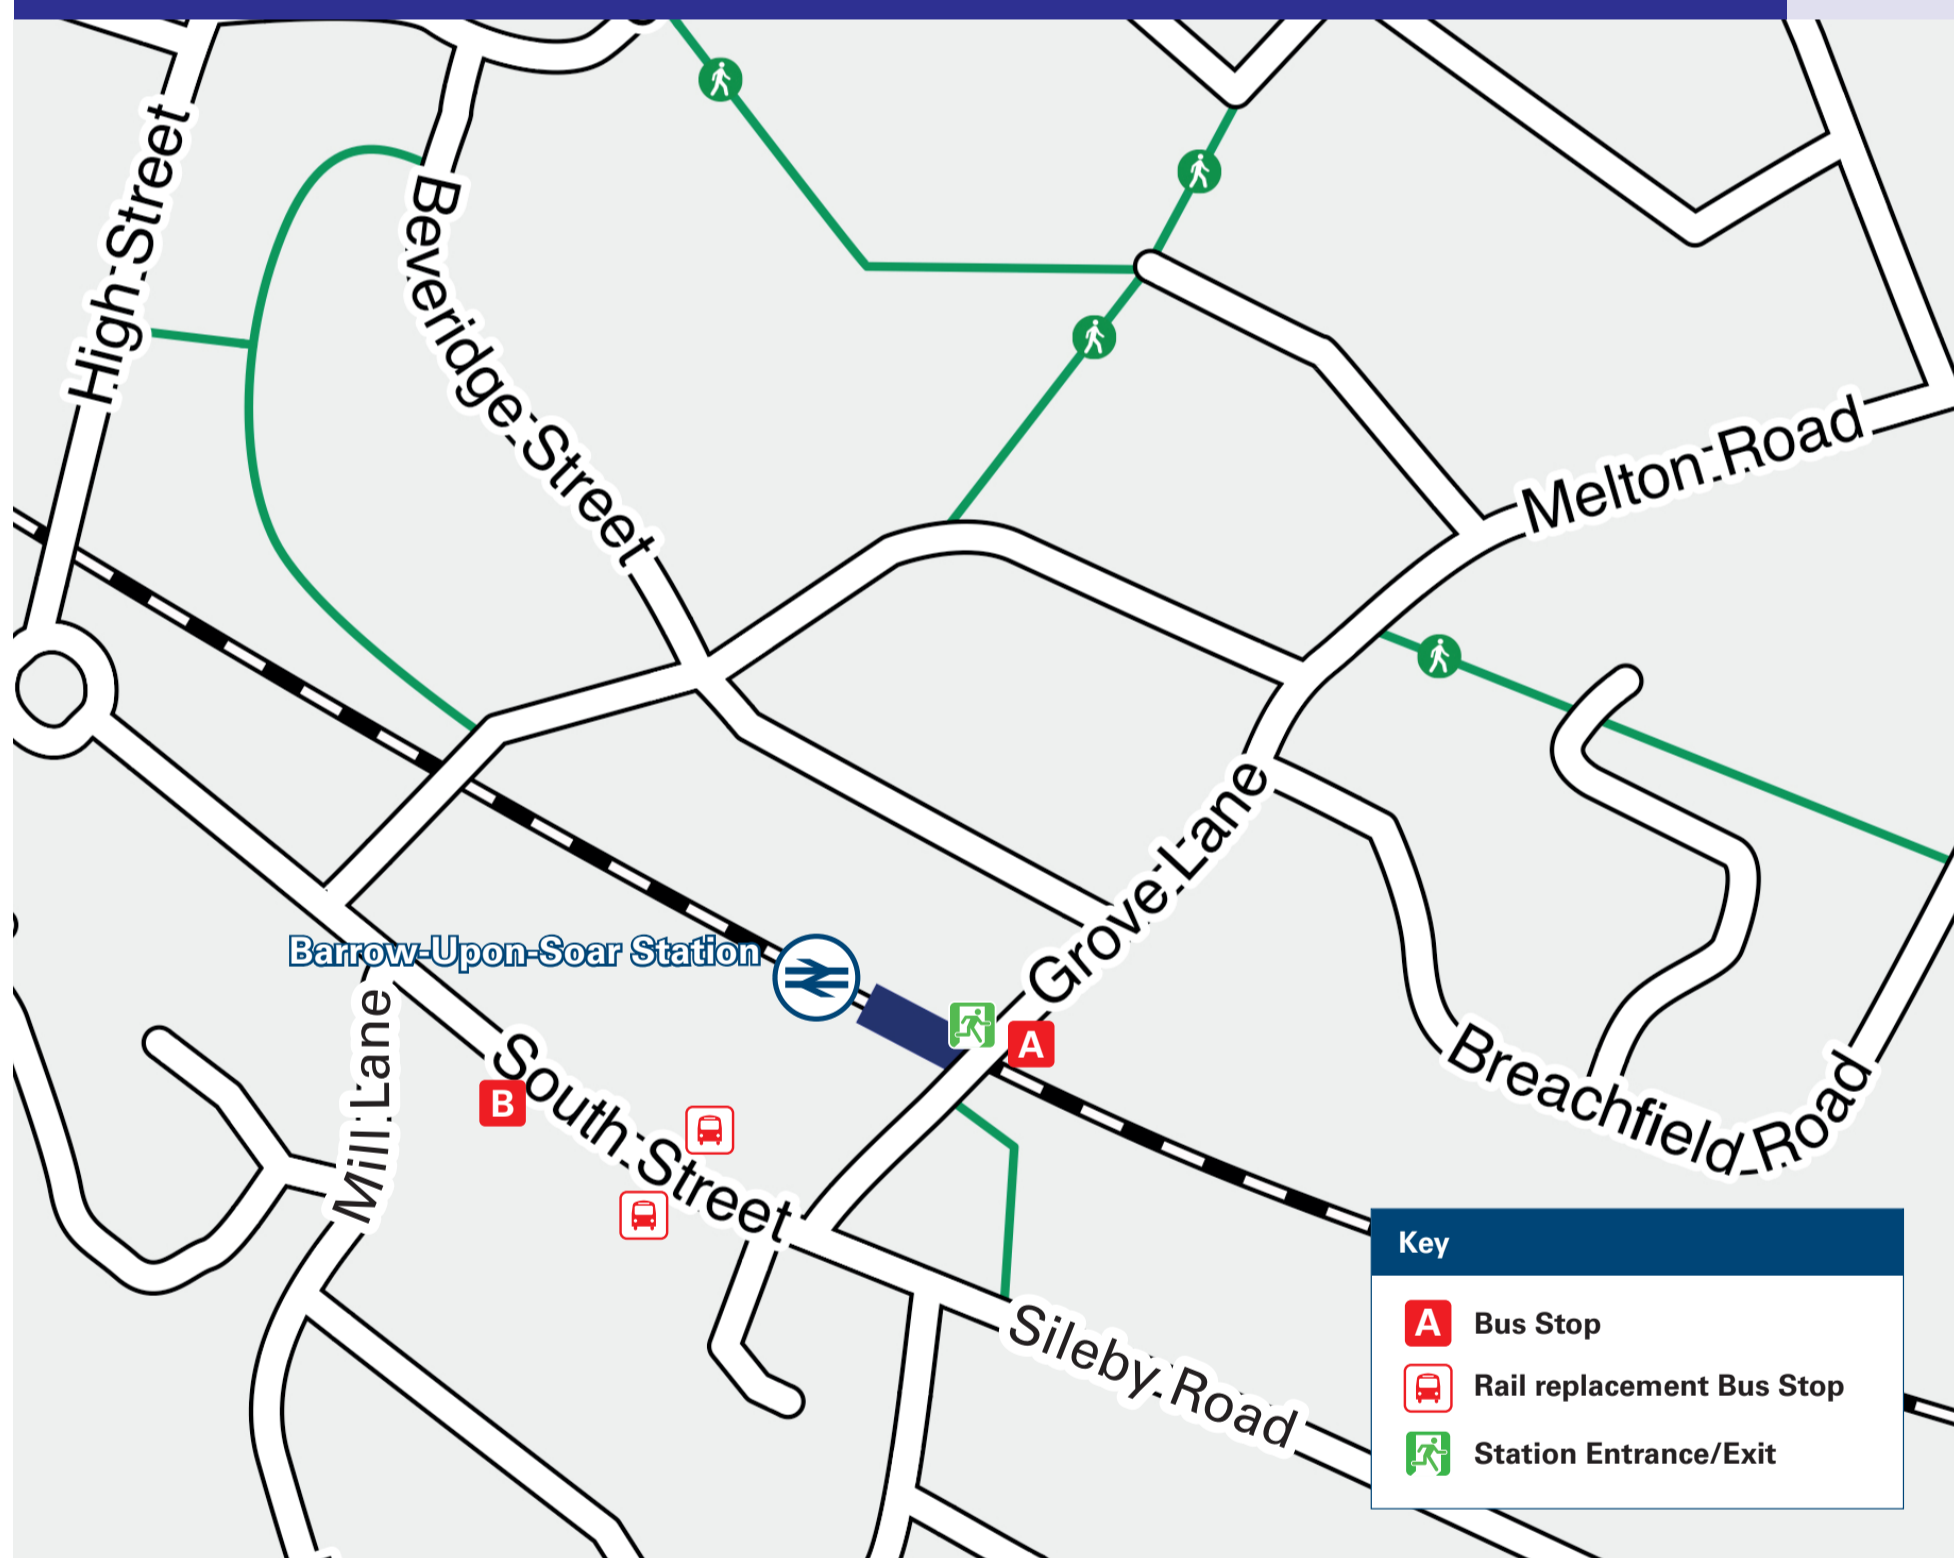 High Street
Beveridge Street
Melton Road
Grove Lane
Barrow-Upon-Soar Station
Mill Lane
A
B
South Street
Breachfield Road
Sileby Road
Key
A Bus Stop
Rail replacement Bus Stop
Station Entrance/Exit